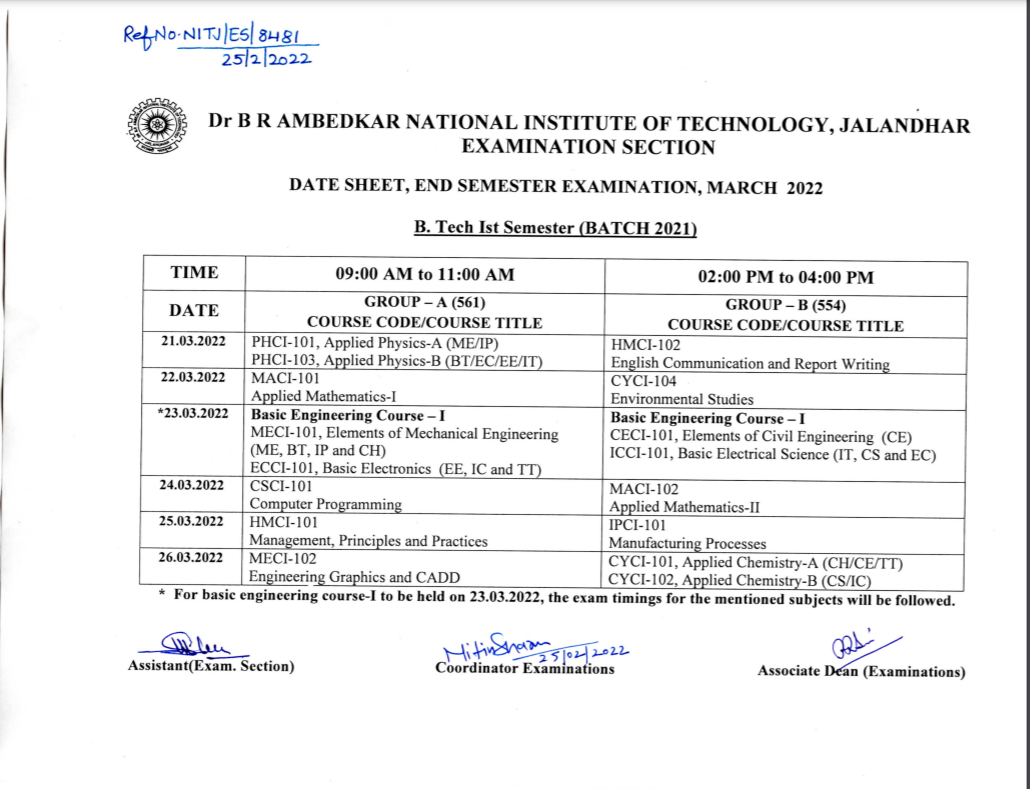 Ref No. NITJ/ES/8481
25/2/2022
Dr B R AMBEDKAR NATIONAL INSTITUTE OF TECHNOLOGY, JALANDHAR
EXAMINATION SECTION
DATE SHEET, END SEMESTER EXAMINATION, MARCH 2022
B. Tech Ist Semester (BATCH 2021)
TIME 09:00 AM to 11:00 AM 02:00 PM to 04:00 PM
DATE GROUP – A (561) GROUP – B (554)
COURSE CODE/COURSE TITLE COURSE CODE/COURSE TITLE
21.03.2022 PHCI-101, Applied Physics-A (ME/IP) HMCI-102
PHCI-103, Applied Physics-B (BT/EC/EE/IT) English Communication and Report Writing
22.03.2022 MACI-101 CYCI-104
Applied Mathematics-I Environmental Studies
*23.03.2022 Basic Engineering Course – I Basic Engineering Course – I
MECI-101, Elements of Mechanical Engineering CECI-101, Elements of Civil Engineering (CE)
(ME, BT, IP and CH) ICCI-101, Basic Electrical Science (IT, CS and EC)
ECCI-101, Basic Electronics (EE, IC and TT)
24.03.2022 CSCI-101 MACI-102
Computer Programming Applied Mathematics-II
25.03.2022 HMCI-101 IPCI-101
Management, Principles and Practices Manufacturing Processes
26.03.2022 MECI-102 CYCI-101, Applied Chemistry-A (CH/CE/TT)
Engineering Graphics and CADD CYCI-102, Applied Chemistry-B (CS/IC)
* For basic engineering course-I to be held on 23.03.2022, the exam timings for the mentioned subjects will be followed.
25/02/2022
Assistant(Exam. Section) Coordinator Examinations Associate Dean (Examinations)